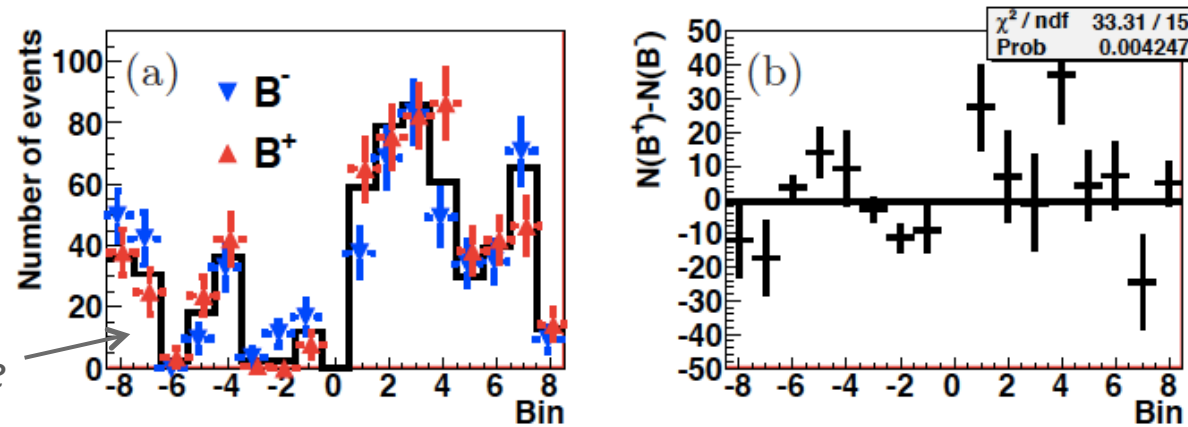 Number of events
100
80
60
40
20
0
(a)
B-
B+
-8 -6 -4 -2 0 2 4 6 8
Bin
N(B+)-N(B-)
50
40
30
20
10
0
-10
-20
-30
-40
-50
(b)
χ² / ndf 33.31 / 15
Prob 0.004247
-8 -6 -4 -2 0 2 4 6 8
Bin